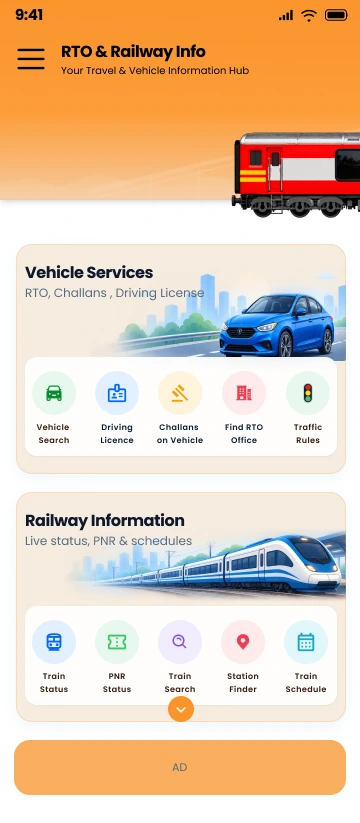 9:41
RTO & Railway Info
Your Travel & Vehicle Information Hub
Vehicle Services
RTO, Challans , Driving License
Vehicle Search
Driving Licence
Challans on Vehicle
Find RTO Office
Traffic Rules
Railway Information
Live status, PNR & schedules
Train Status
PNR Status
Train Search
Station Finder
Train Schedule
AD